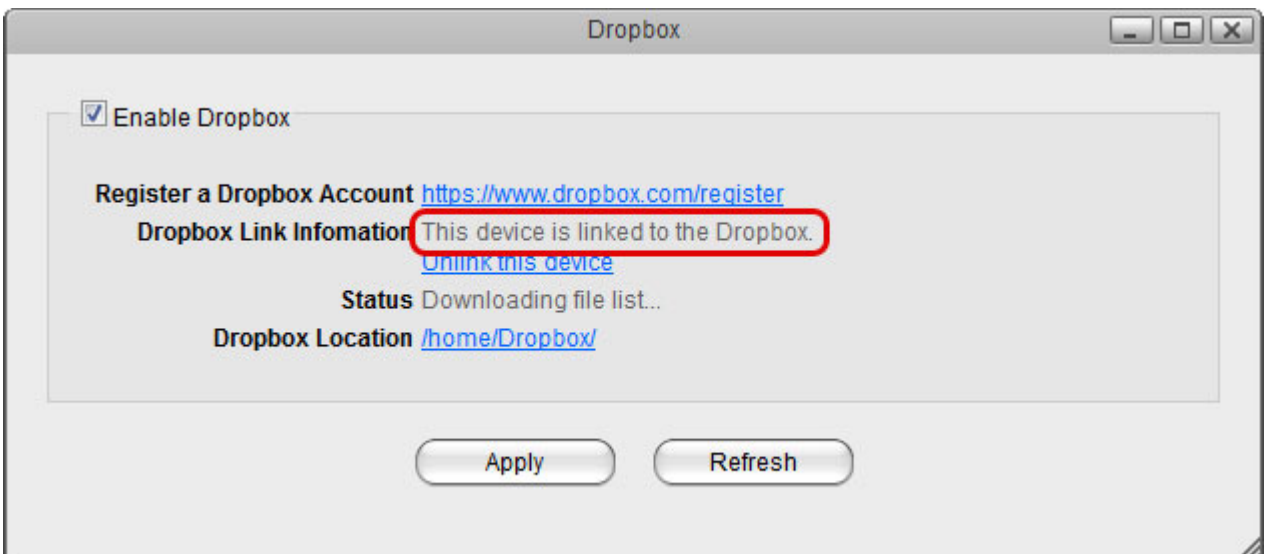 Dropbox
Enable Dropbox
Register a Dropbox Account https://www.dropbox.com/register
Dropbox Link Infomation This device is linked to the Dropbox.
Unlink this device
Status Downloading file list...
Dropbox Location /home/Dropbox/
Apply Refresh